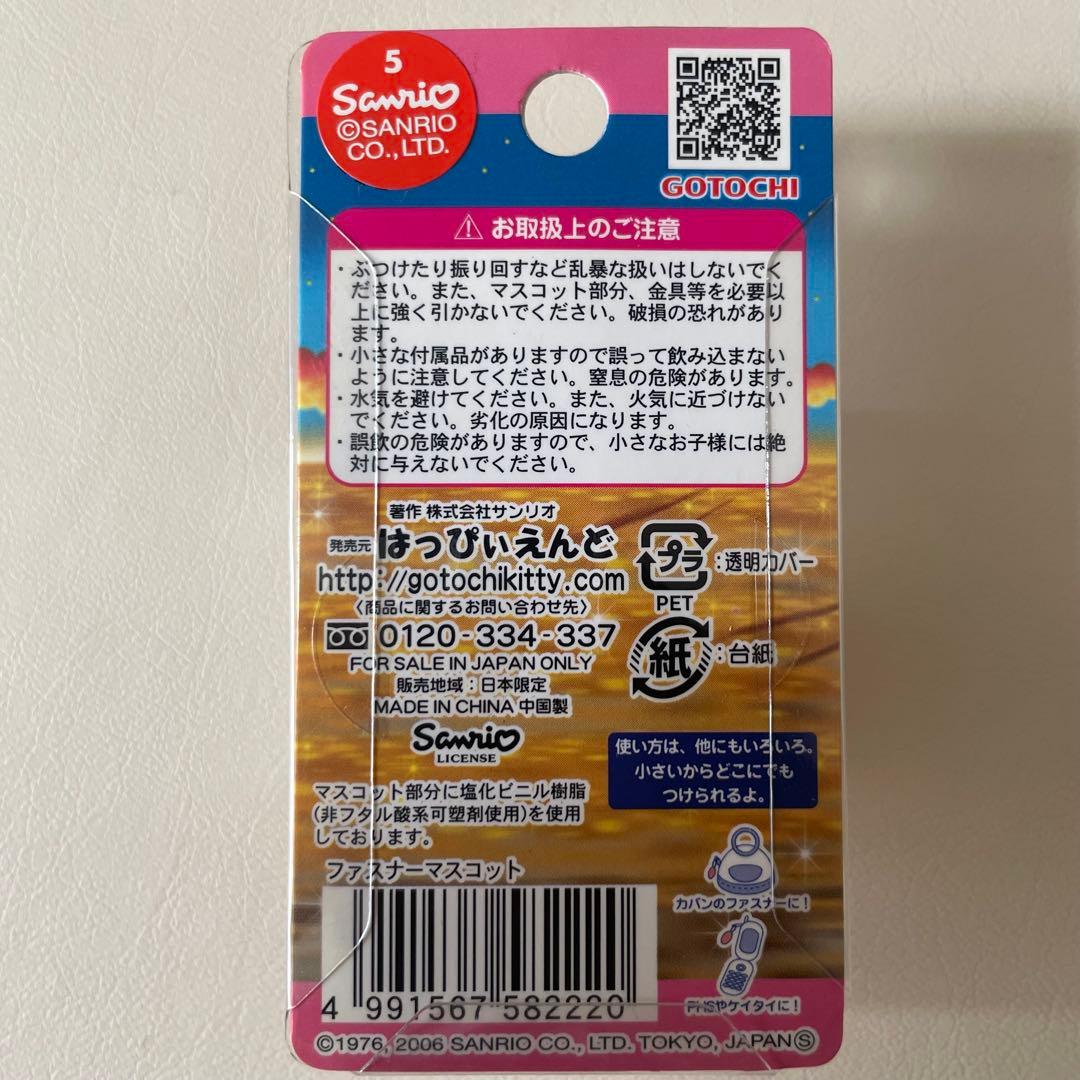 5
Sanrio
©SANRIO
CO.,LTD.
GOTOCHI
⚠ お取扱上のご注意
・ぶつけたり振り回すなど乱暴な扱いはしないでく
ださい。また、マスコット部分、金具等を必要以
上に強く引かないでください。破損の恐れがあり
ます。
・小さな付属品がありますので誤って飲み込まない
ように注意してください。窒息の危険があります。
・水気を避けてください。また、火気に近づけない
でください。劣化の原因になります。
・誤飲の危険がありますので、小さなお子様には絶
対に与えないでください。
著作 株式会社サンリオ
発売元 はっぴぃえんど
http://gotochikitty.com
〈商品に関するお問い合わせ先〉
0120-334-337
FOR SALE IN JAPAN ONLY
販売地域：日本限定
MADE IN CHINA 中国製
Sanrio
LICENSE
プラ：透明カバー
PET
紙：台紙
マスコット部分に塩化ビニル樹脂
(非フタル酸系可塑剤使用)を使用
しております。
ファスナーマスコット
使い方は、他にもいろいろ。
小さいからどこにでも
つけられるよ。
カバンのファスナーに！
PHSやケイタイに！
4 991567 582220
©1976, 2006 SANRIO CO., LTD. TOKYO, JAPAN Ⓢ